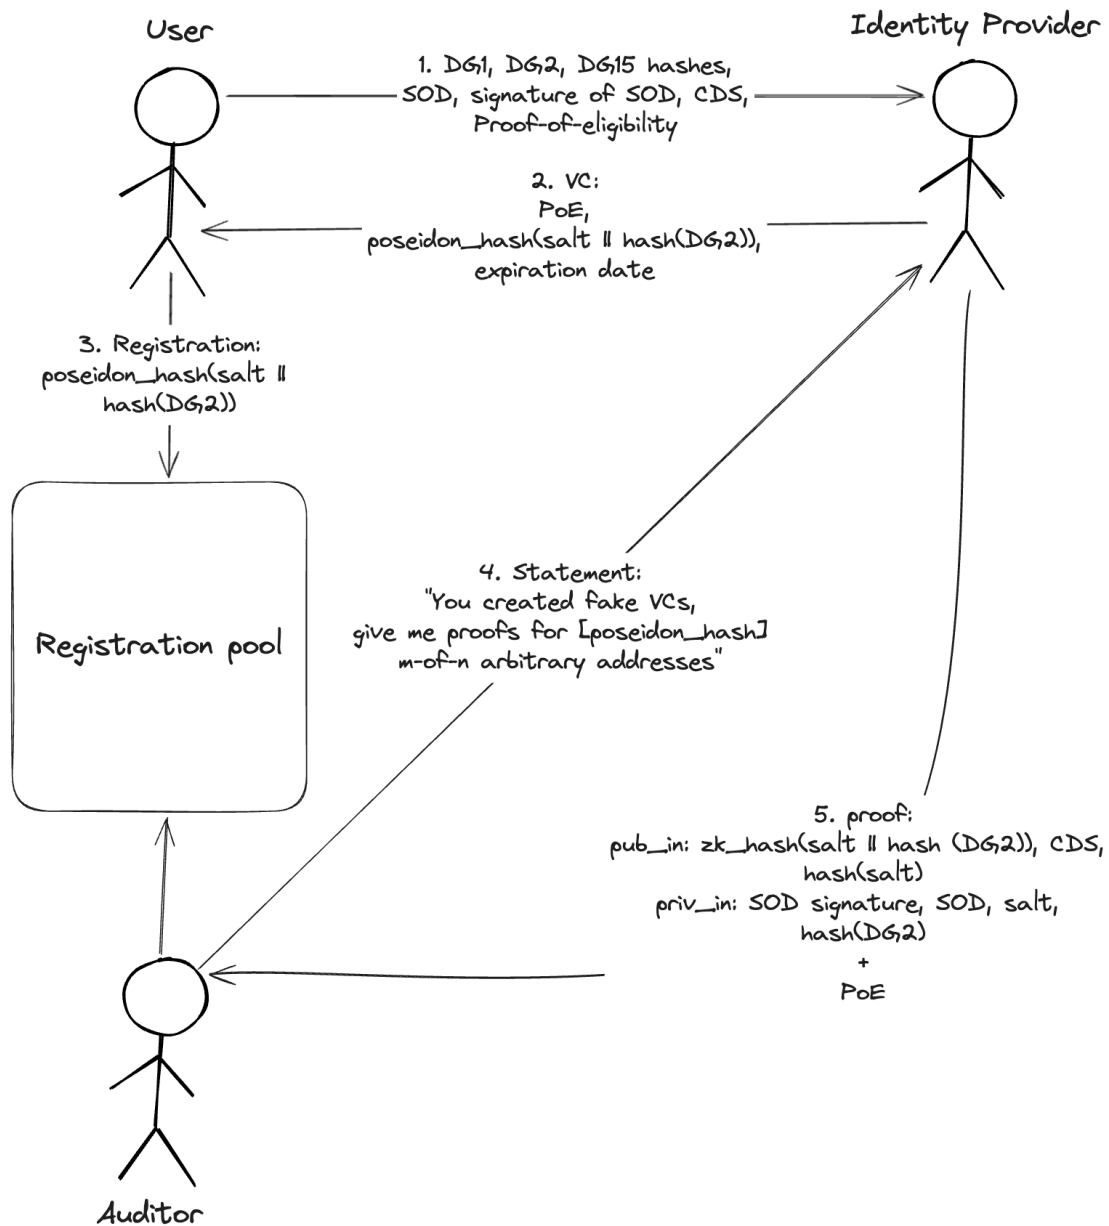 User
Identity Provider
1. DG1, DG2, DG15 hashes,
SOD, signature of SOD, CDS,
Proof-of-eligibility
2. VC:
PoE,
poseidon_hash(salt || hash(DG2)),
expiration date
3. Registration:
poseidon_hash(salt ||
hash(DG2))
Registration pool
4. Statement:
"You created fake VCs,
give me proofs for [poseidon_hash]
m-of-n arbitrary addresses"
5. proof:
pub_in: zk_hash(salt || hash (DG2)), CDS,
hash(salt)
priv_in: SOD signature, SOD, salt,
hash(DG2)
+
PoE
Auditor